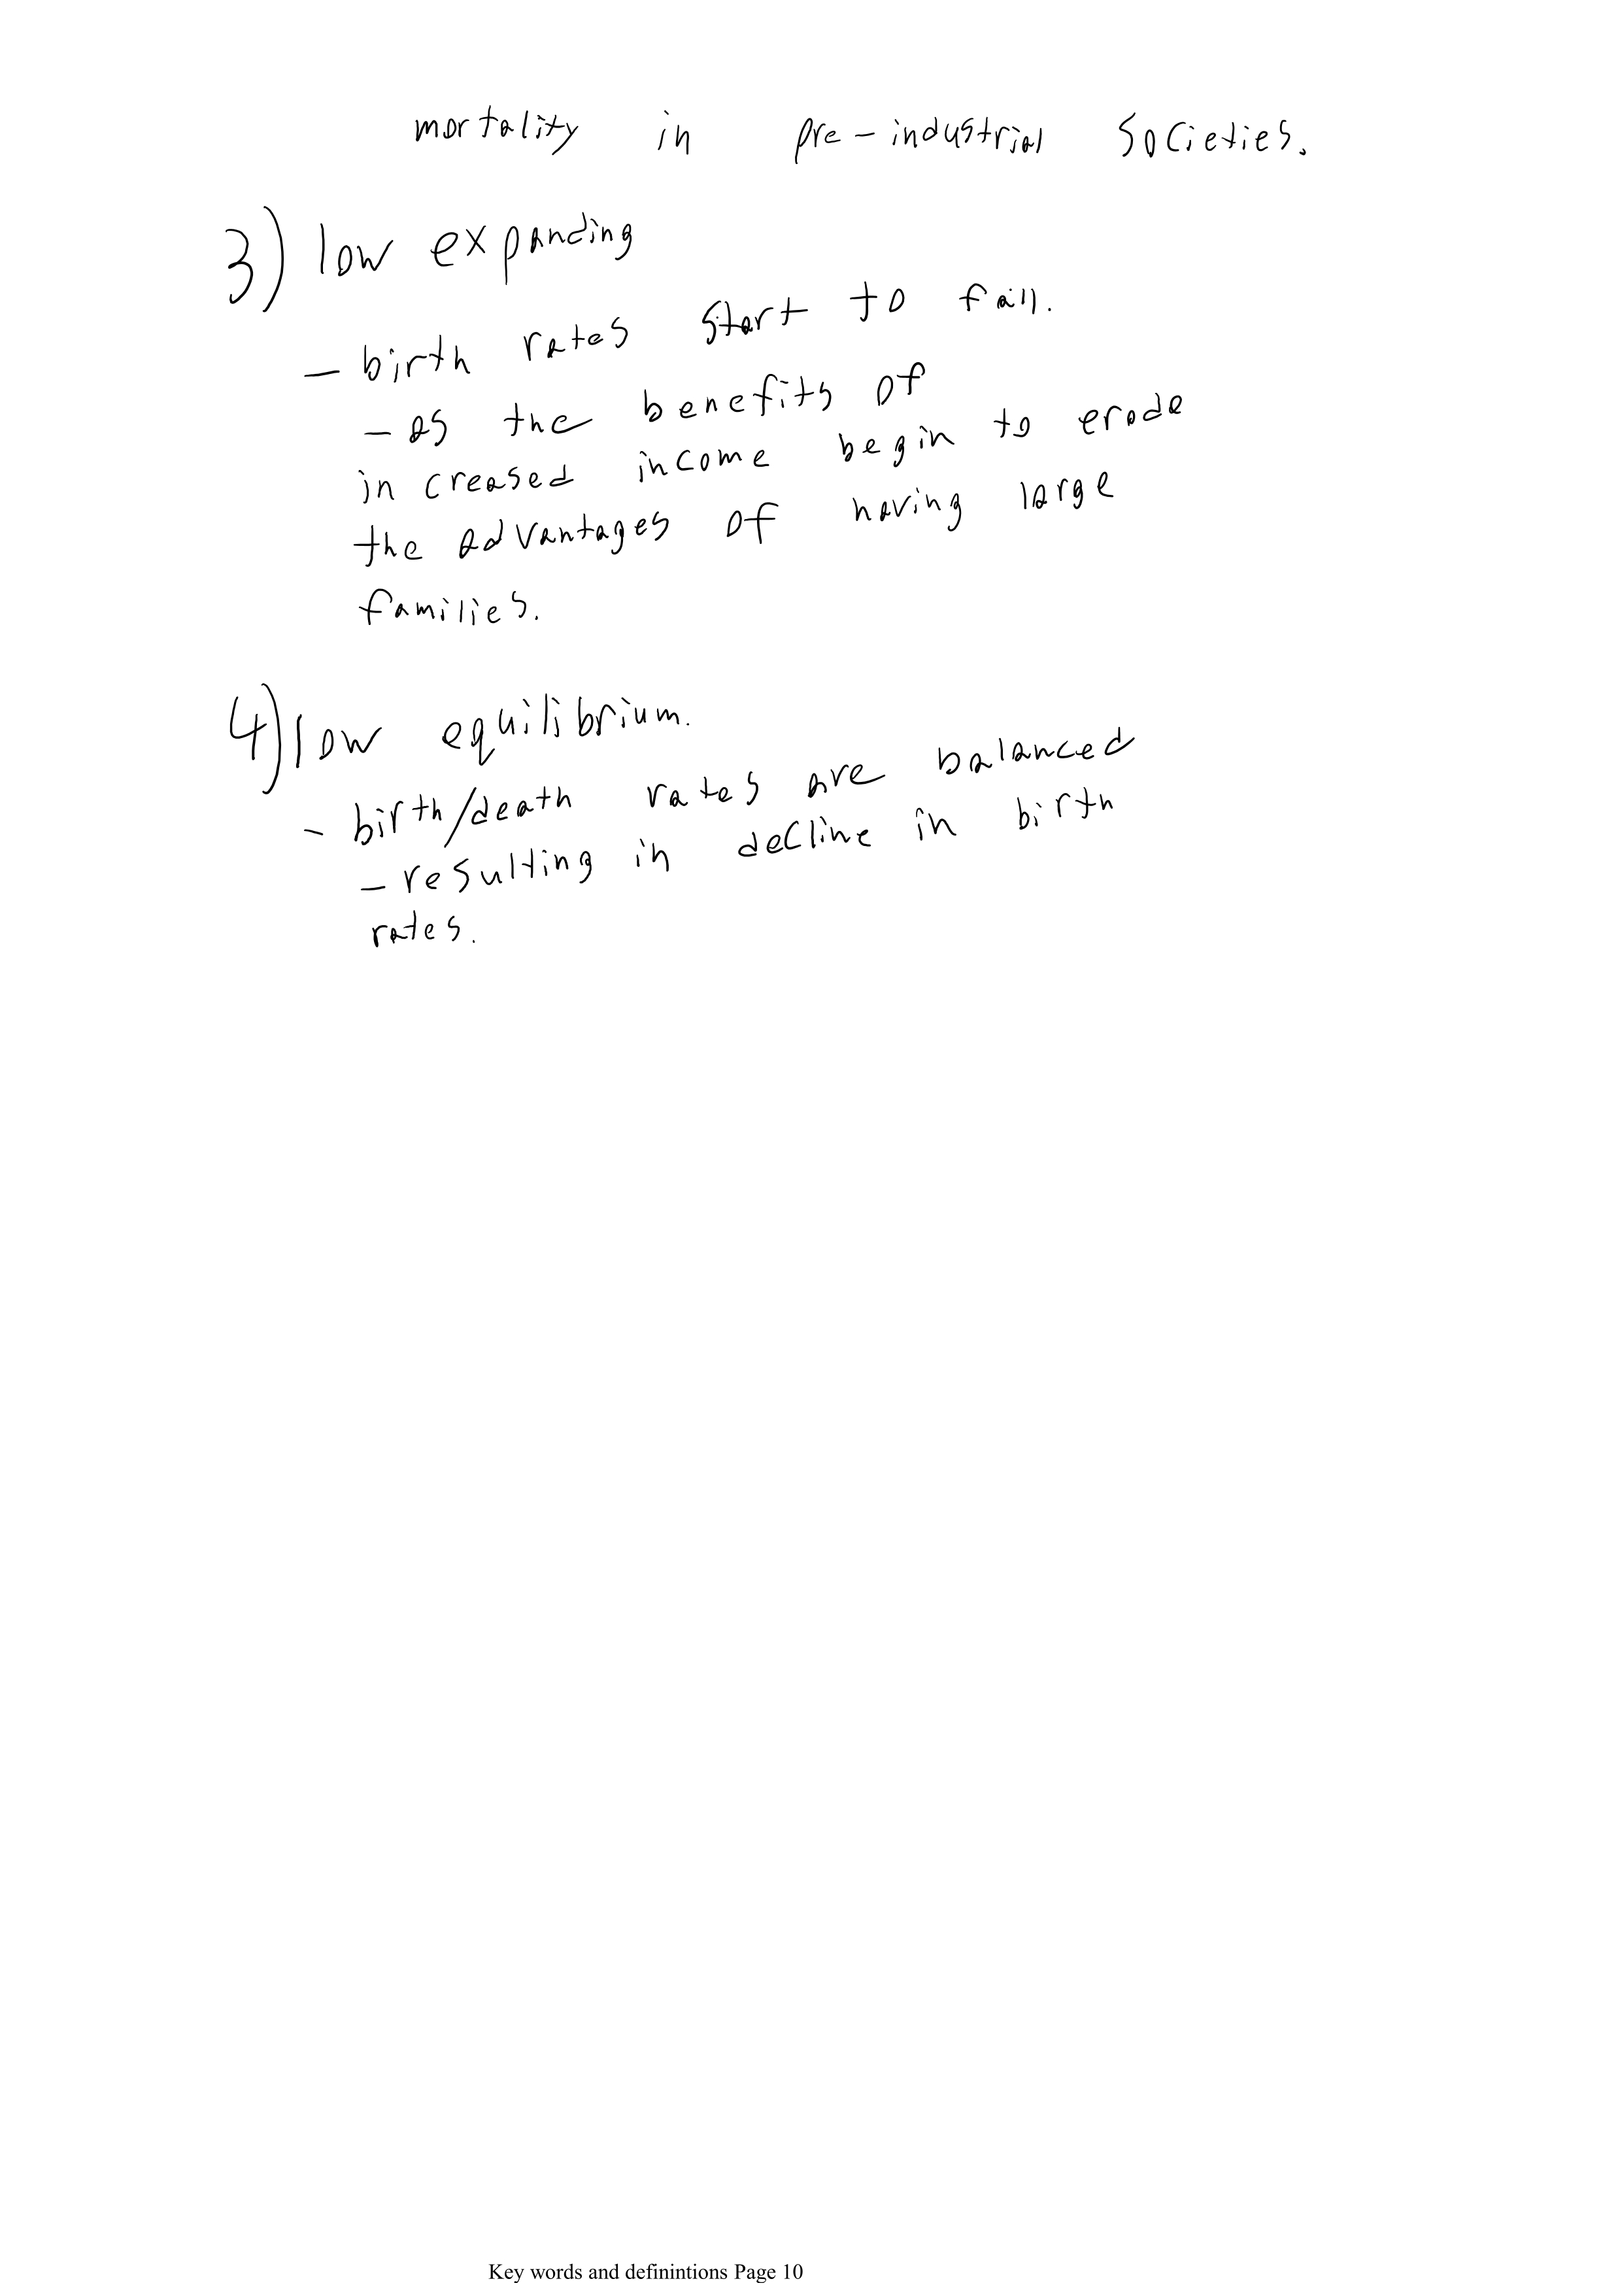 mortality in pre-industrial societies.
3) low expanding
- birth rates start to fall.
- as the benefits of
increased income begin to erode
the advantages of having large
families.
4) low equilibrium.
- birth/death rates are balanced
- resulting in decline in birth
rates.
Key words and definintions Page 10